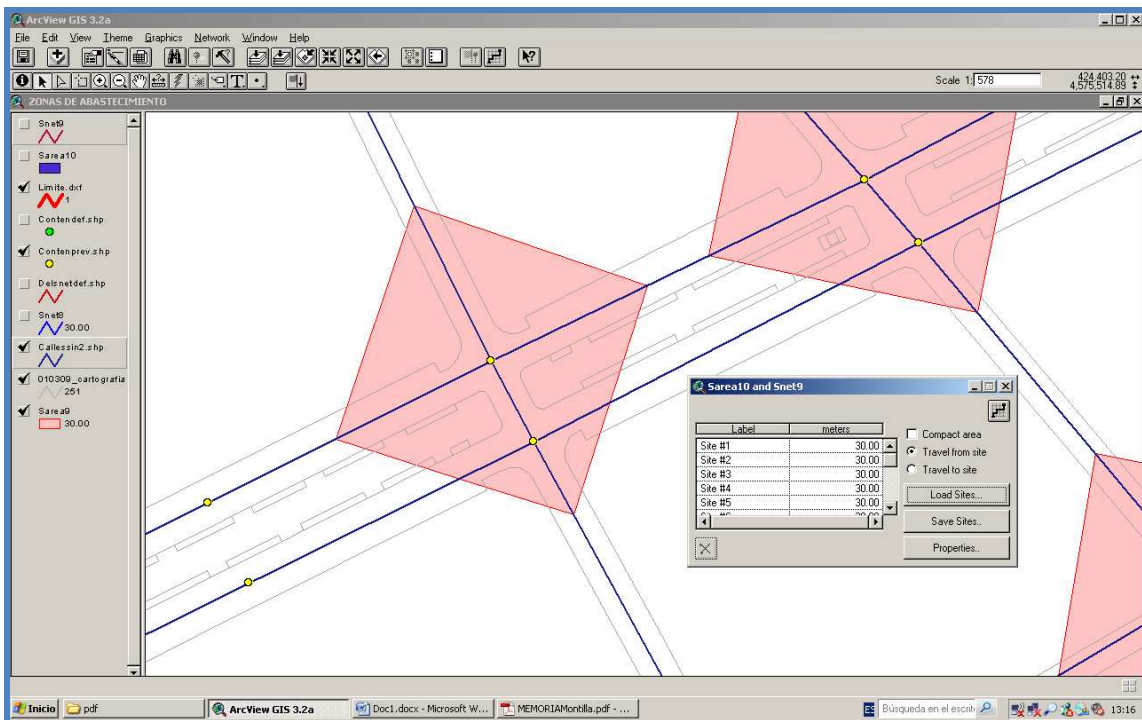 ArcView GIS 3.2a
File Edit View Theme Graphics Network Window Help
Scale 1: 578
424,403.20
4,575,514.89
ZONAS DE ABASTECIMIENTO
Snet9
Sarea10
Limite.dxf
1
Contendef.shp
Contenprev.shp
Delsnetdef.shp
Snet8
30.00
Callessin2.shp
010309_cartografia
251
Sarea9
30.00
Sarea10 and Snet9
Label meters
Site #1 30.00
Site #2 30.00
Site #3 30.00
Site #4 30.00
Site #5 30.00
Compact area
Travel from site
Travel to site
Load Sites...
Save Sites..
Properties..
Inicio pdf ArcView GIS 3.2a Doc1.docx - Microsoft W... MEMORIAMontilla.pdf - ... ES Búsqueda en el escrit 13:16